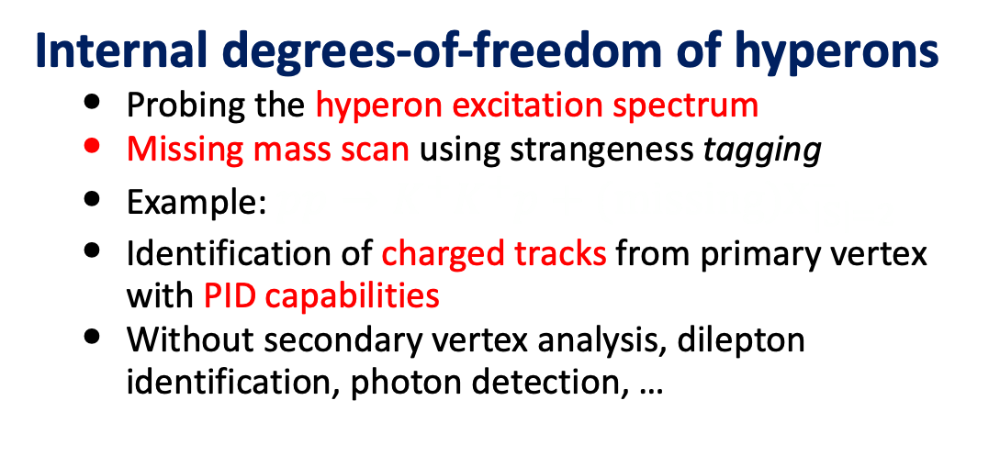 Internal degrees-of-freedom of hyperons
• Probing the hyperon excitation spectrum
• Missing mass scan using strangeness tagging
• Example:
• Identification of charged tracks from primary vertex
with PID capabilities
• Without secondary vertex analysis, dilepton
identification, photon detection, ...